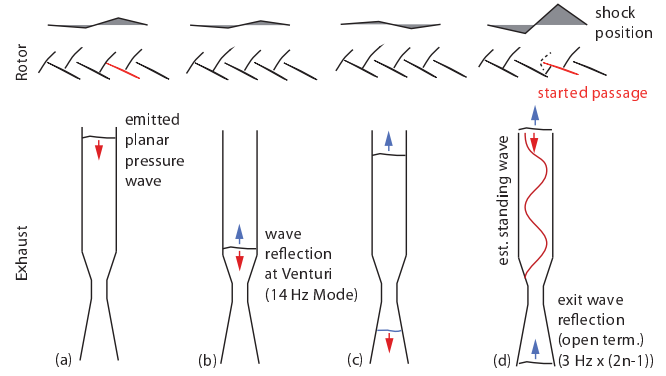 Rotor
shock
position
started passage
Exhaust
emitted
planar
pressure
wave
(a)
wave
reflection
at Venturi
(14 Hz Mode)
(b)
(c)
est. standing wave
exit wave
reflection
(open term.)
(3 Hz x (2n-1))
(d)